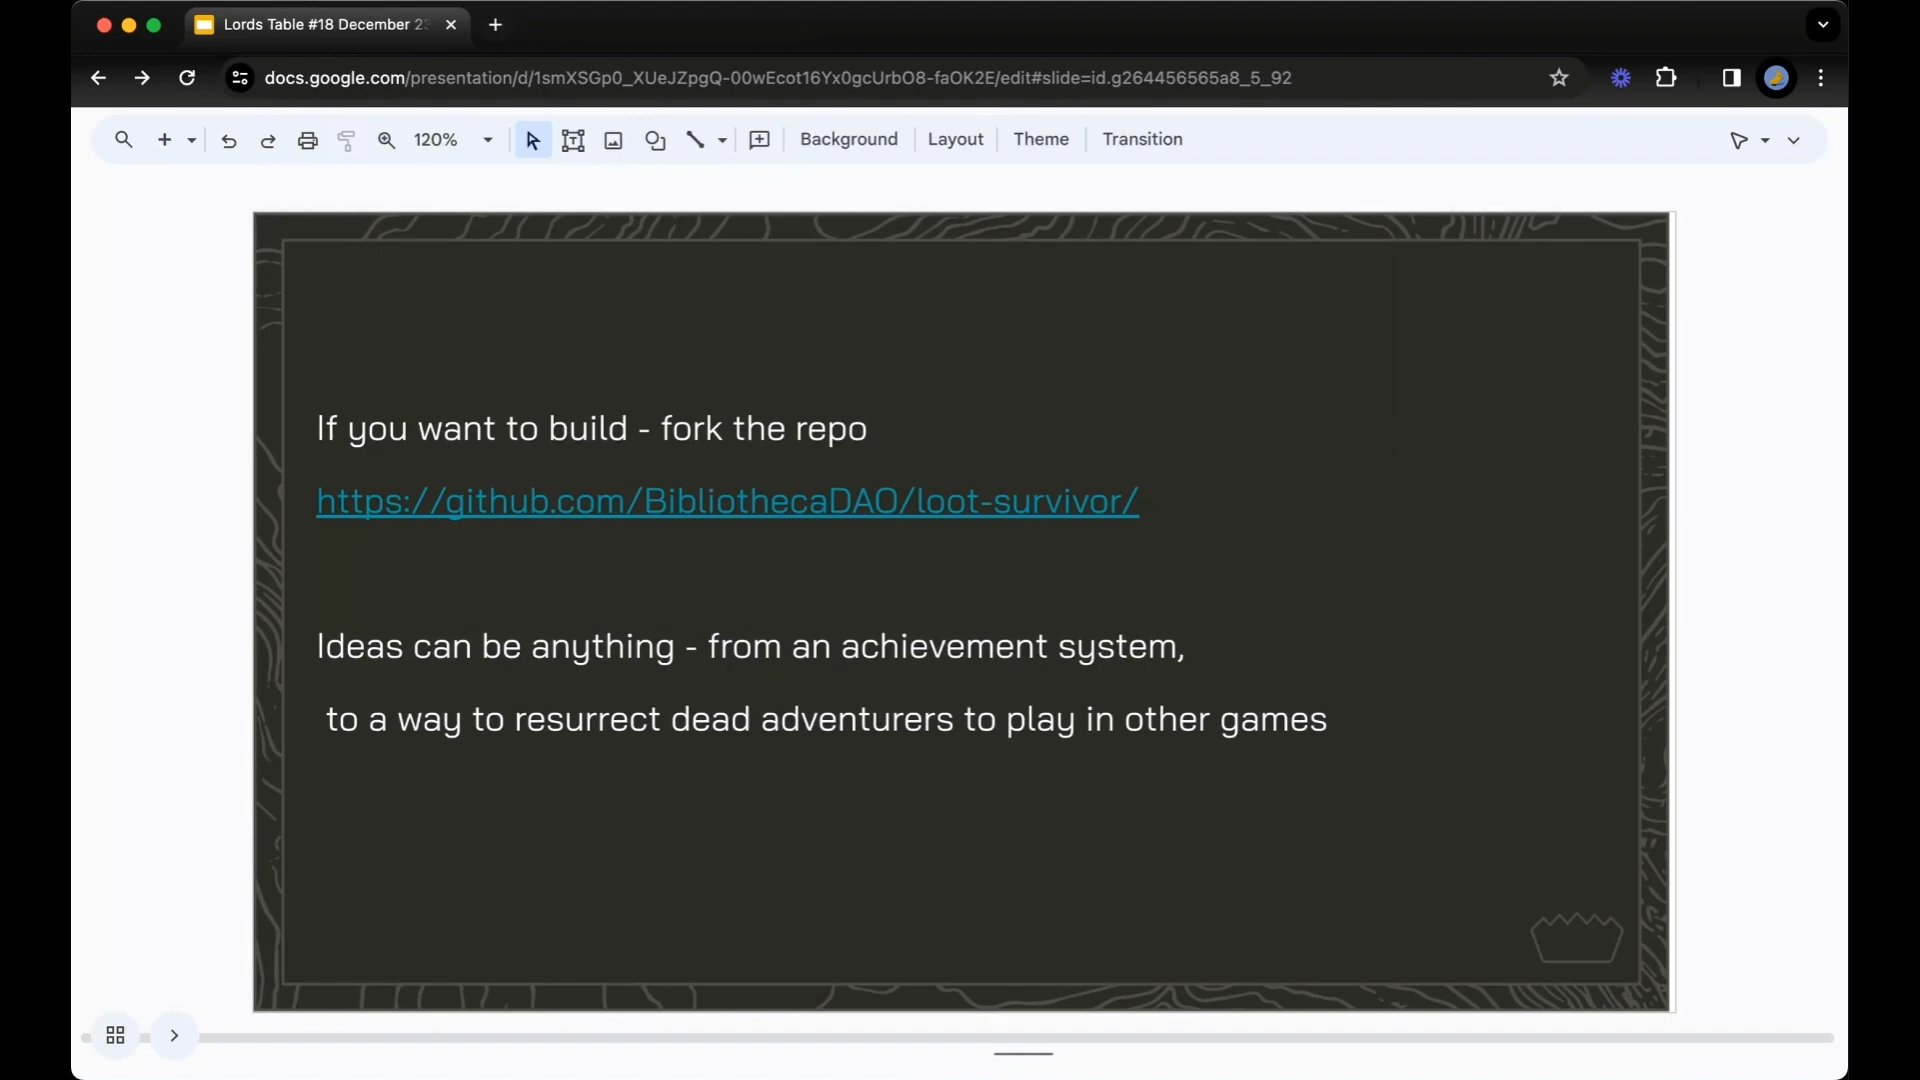 Lords Table #18 December 23
docs.google.com/presentation/d/1smXSGp0_XUeJZpgQ-00wEcot16Yx0gcUrbO8-faOK2E/edit#slide=id.g264456565a8_5_92
120% Background Layout Theme Transition
If you want to build - fork the repo
https://github.com/BibliothecaDAO/loot-survivor/
Ideas can be anything - from an achievement system,
to a way to resurrect dead adventurers to play in other games